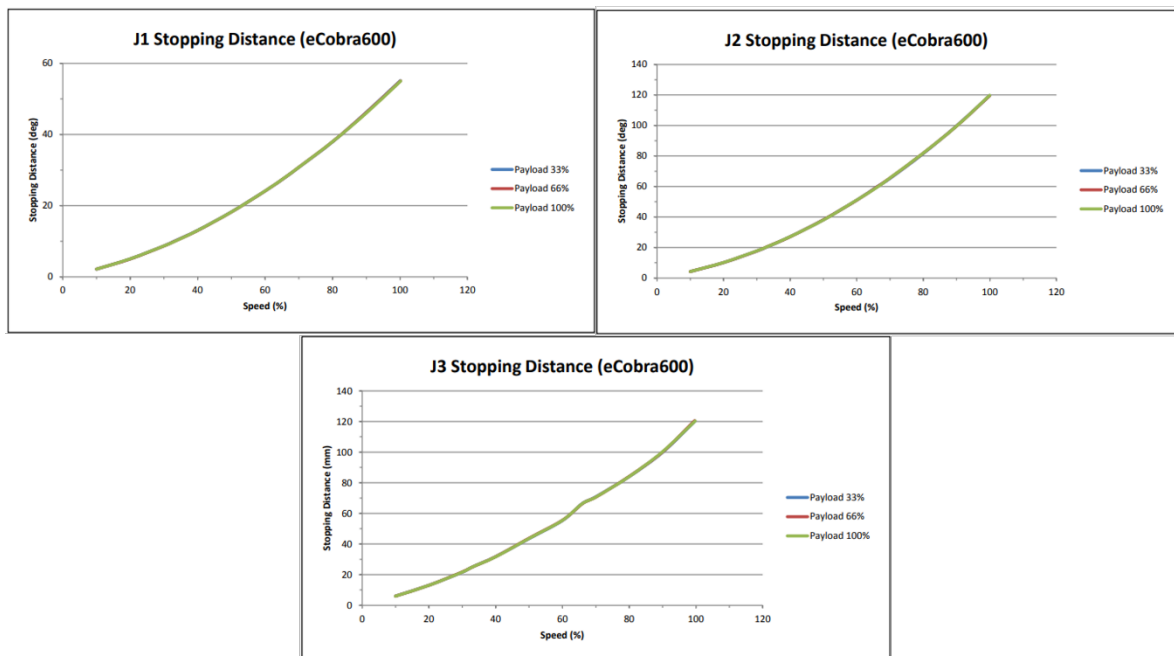 J1 Stopping Distance (eCobra600)
60
40
20
0
Stopping Distance (deg)
0 20 40 60 80 100 120
Speed (%)
Payload 33%
Payload 66%
Payload 100%
J2 Stopping Distance (eCobra600)
140
120
100
80
60
40
20
0
Stopping Distance (deg)
0 20 40 60 80 100 120
Speed (%)
Payload 33%
Payload 66%
Payload 100%
J3 Stopping Distance (eCobra600)
140
120
100
80
60
40
20
0
Stopping Distance (mm)
0 20 40 60 80 100 120
Speed (%)
Payload 33%
Payload 66%
Payload 100%